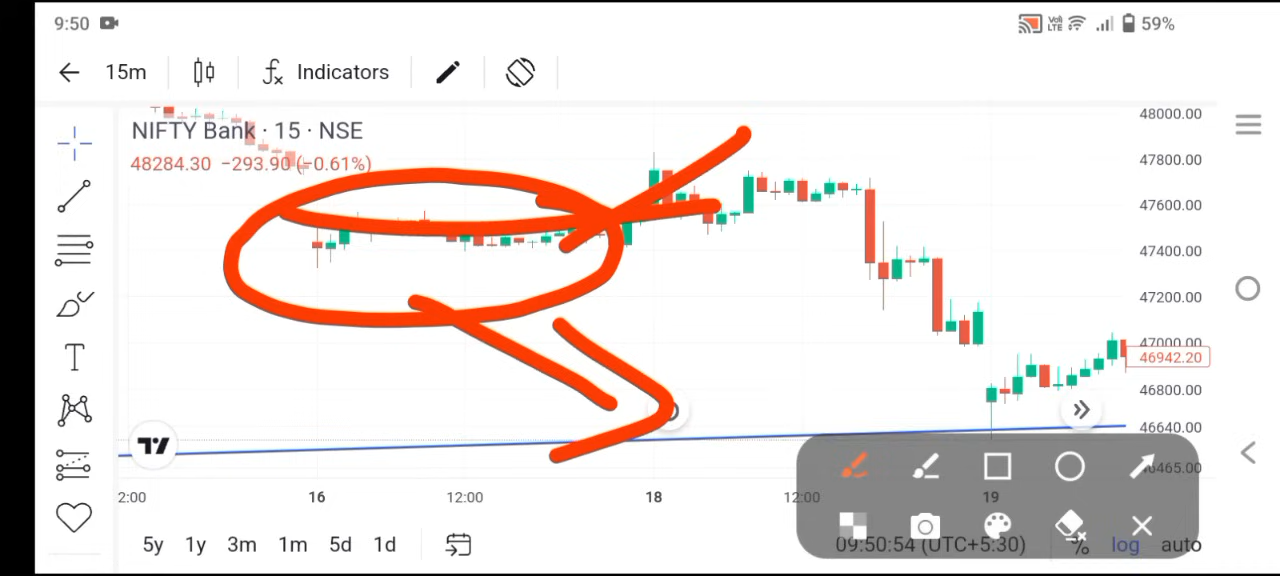 9:50 Vo) LTE 59%
15m Indicators
NIFTY Bank · 15 · NSE
48284.30 −293.90 (−0.61%)
48000.00
47800.00
47600.00
47400.00
47200.00
47000.00
46942.20
46800.00
46640.00
46465.00
2:00 16 12:00 18 12:00 19
5y 1y 3m 1m 5d 1d 09:50:54 (UTC+5:30) % log auto